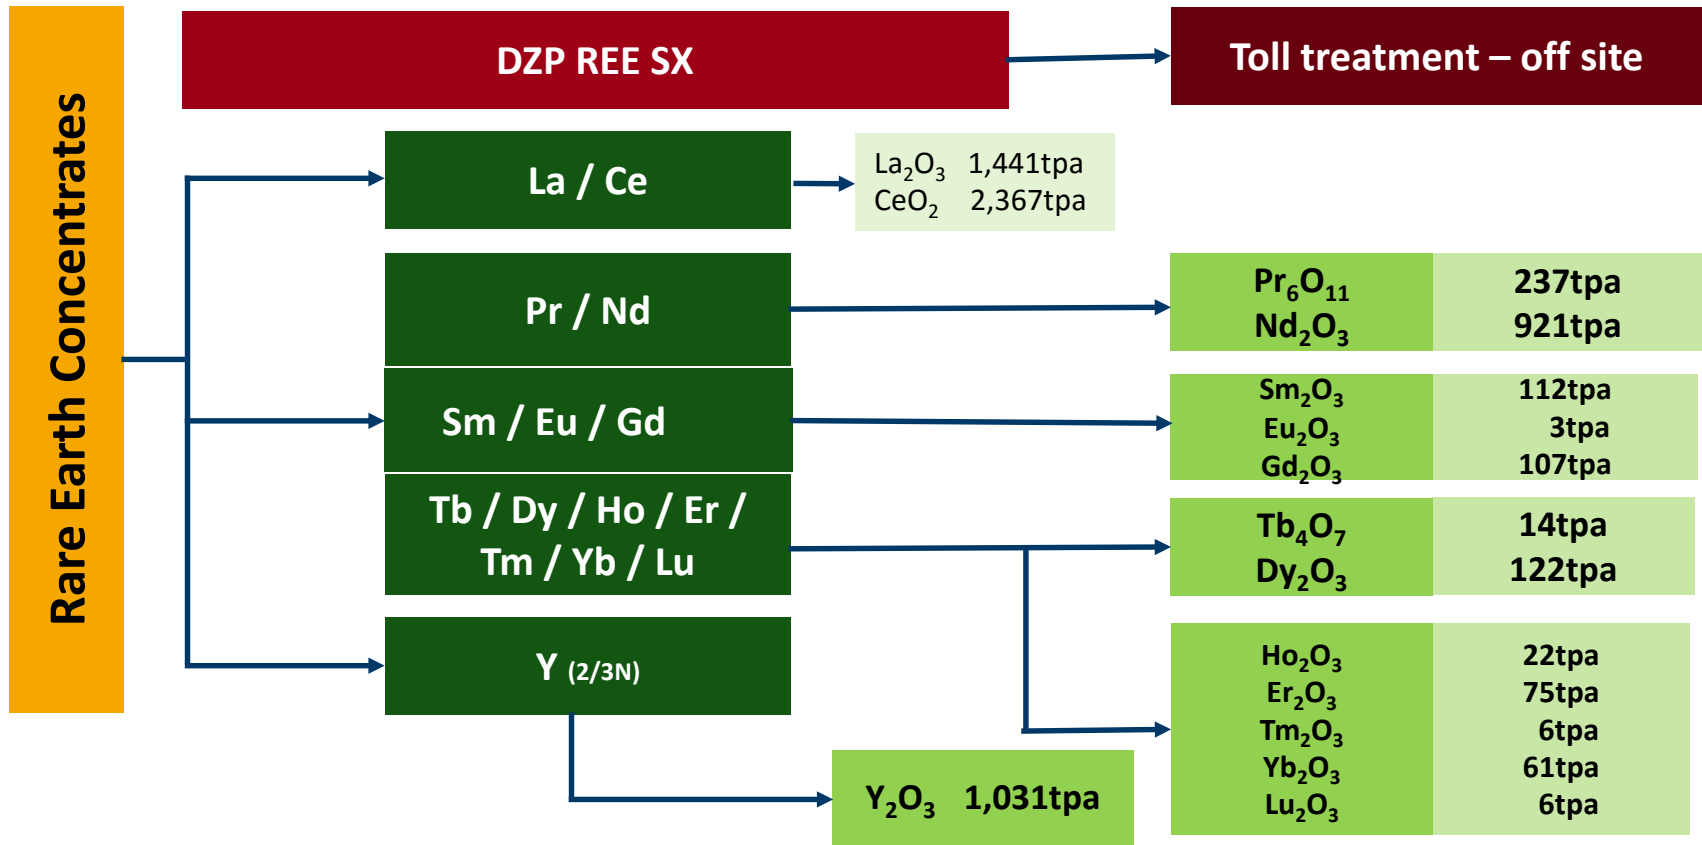 Rare Earth Concentrates
DZP REE SX
Toll treatment – off site
La / Ce
La₂O₃ 1,441tpa
CeO₂ 2,367tpa
Pr / Nd
Pr₆O₁₁ 237tpa
Nd₂O₃ 921tpa
Sm / Eu / Gd
Sm₂O₃ 112tpa
Eu₂O₃ 3tpa
Gd₂O₃ 107tpa
Tb / Dy / Ho / Er /
Tm / Yb / Lu
Tb₄O₇ 14tpa
Dy₂O₃ 122tpa
Ho₂O₃ 22tpa
Er₂O₃ 75tpa
Tm₂O₃ 6tpa
Yb₂O₃ 61tpa
Lu₂O₃ 6tpa
Y (2/3N)
Y₂O₃ 1,031tpa